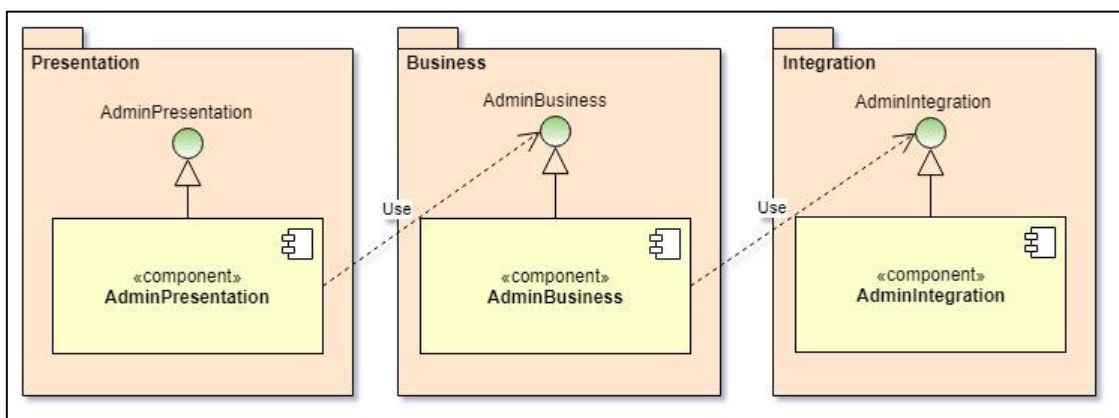 Presentation
AdminPresentation
«component»
AdminPresentation
Use
Business
AdminBusiness
«component»
AdminBusiness
Use
Integration
AdminIntegration
«component»
AdminIntegration